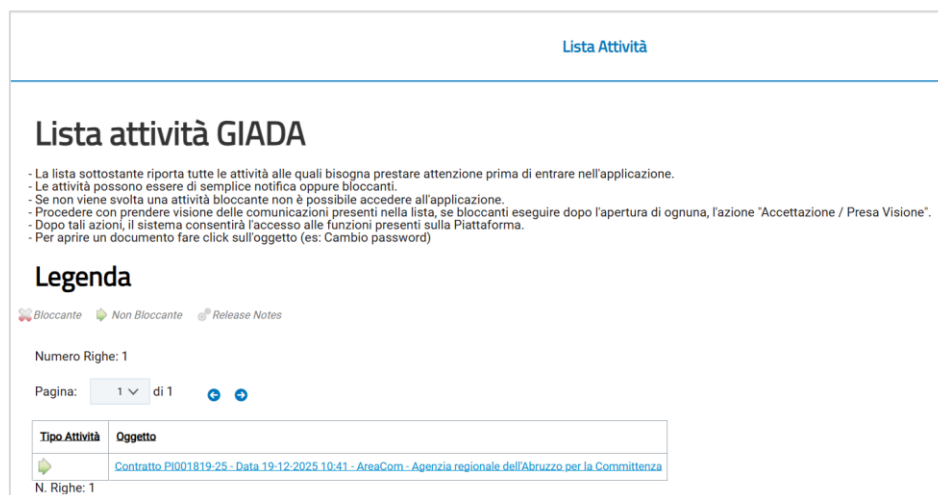 Lista Attività
Lista attività GIADA
- La lista sottostante riporta tutte le attività alle quali bisogna prestare attenzione prima di entrare nell'applicazione.
- Le attività possono essere di semplice notifica oppure bloccanti.
- Se non viene svolta una attività bloccante non è possibile accedere all'applicazione.
- Procedere con prendere visione delle comunicazioni presenti nella lista, se bloccanti eseguire dopo l'apertura di ognuna, l'azione "Accettazione / Presa Visione".
- Dopo tali azioni, il sistema consentirà l'accesso alle funzioni presenti sulla Piattaforma.
- Per aprire un documento fare click sull'oggetto (es: Cambio password)
Legenda
Bloccante Non Bloccante Release Notes
Numero Righe: 1
Pagina: 1 di 1
Tipo Attività Oggetto
Contratto PI001819-25 - Data 19-12-2025 10:41 - AreaCom - Agenzia regionale dell'Abruzzo per la Committenza
N. Righe: 1